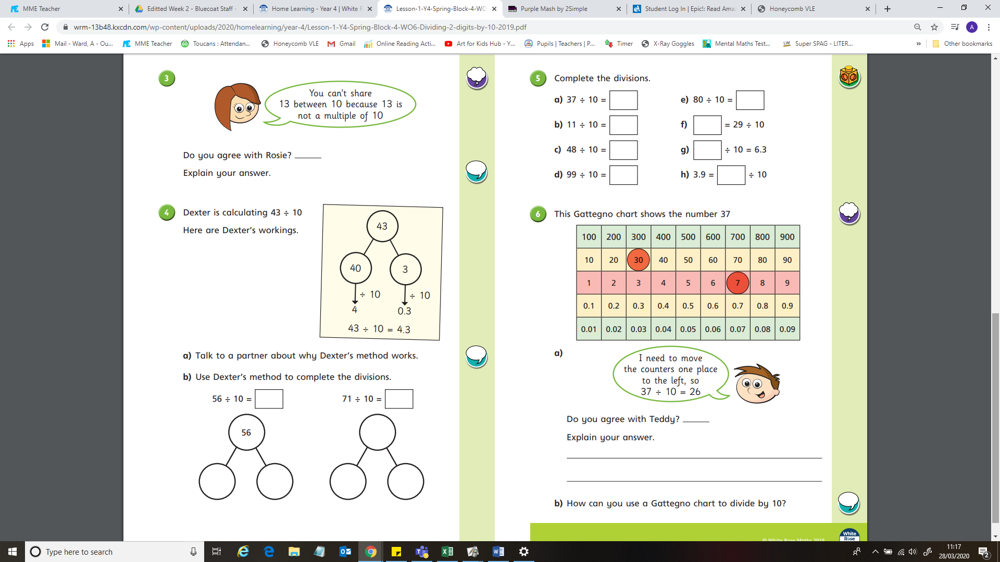 MME Teacher
Editted Week 2 - Bluecoat Staff -
Home Learning - Year 4 | White R
Lesson-1-Y4-Spring-Block-4-WO
Purple Mash by 2Simple
Student Log In | Epic!: Read Ama
Honeycomb VLE
wrm-13b48.kxcdn.com/wp-content/uploads/2020/homelearning/year-4/Lesson-1-Y4-Spring-Block-4-WO6-Dividing-2-digits-by-10-2019.pdf
A
Apps
Mail - Ward, A - Ou...
MME Teacher
Toucans : Attendan...
Honeycomb VLE
Gmail
Online Reading Acti...
Art for Kids Hub - Y...
Pupils | Teachers | P...
Timer
X-Ray Goggles
Mental Maths Test...
Super SPAG - LITER...
Other bookmarks
3
You can't share
13 between 10 because 13 is
not a multiple of 10
Do you agree with Rosie?
Explain your answer.
4
Dexter is calculating 43 ÷ 10
Here are Dexter's workings.
43
40
3
÷ 10
÷ 10
4
0.3
43 ÷ 10 = 4.3
a) Talk to a partner about why Dexter's method works.
b) Use Dexter's method to complete the divisions.
56 ÷ 10 =
71 ÷ 10 =
56
5
Complete the divisions.
a) 37 ÷ 10 =
e) 80 ÷ 10 =
b) 11 ÷ 10 =
f) = 29 ÷ 10
c) 48 ÷ 10 =
g) ÷ 10 = 6.3
d) 99 ÷ 10 =
h) 3.9 = ÷ 10
6
This Gattegno chart shows the number 37
100 200 300 400 500 600 700 800 900
10 20 30 40 50 60 70 80 90
1 2 3 4 5 6 7 8 9
0.1 0.2 0.3 0.4 0.5 0.6 0.7 0.8 0.9
0.01 0.02 0.03 0.04 0.05 0.06 0.07 0.08 0.09
a)
I need to move
the counters one place
to the left, so
37 ÷ 10 = 26
Do you agree with Teddy?
Explain your answer.
b) How can you use a Gattegno chart to divide by 10?
© White Rose Maths 2019
White
Rose
Type here to search
11:17
28/03/2020
2